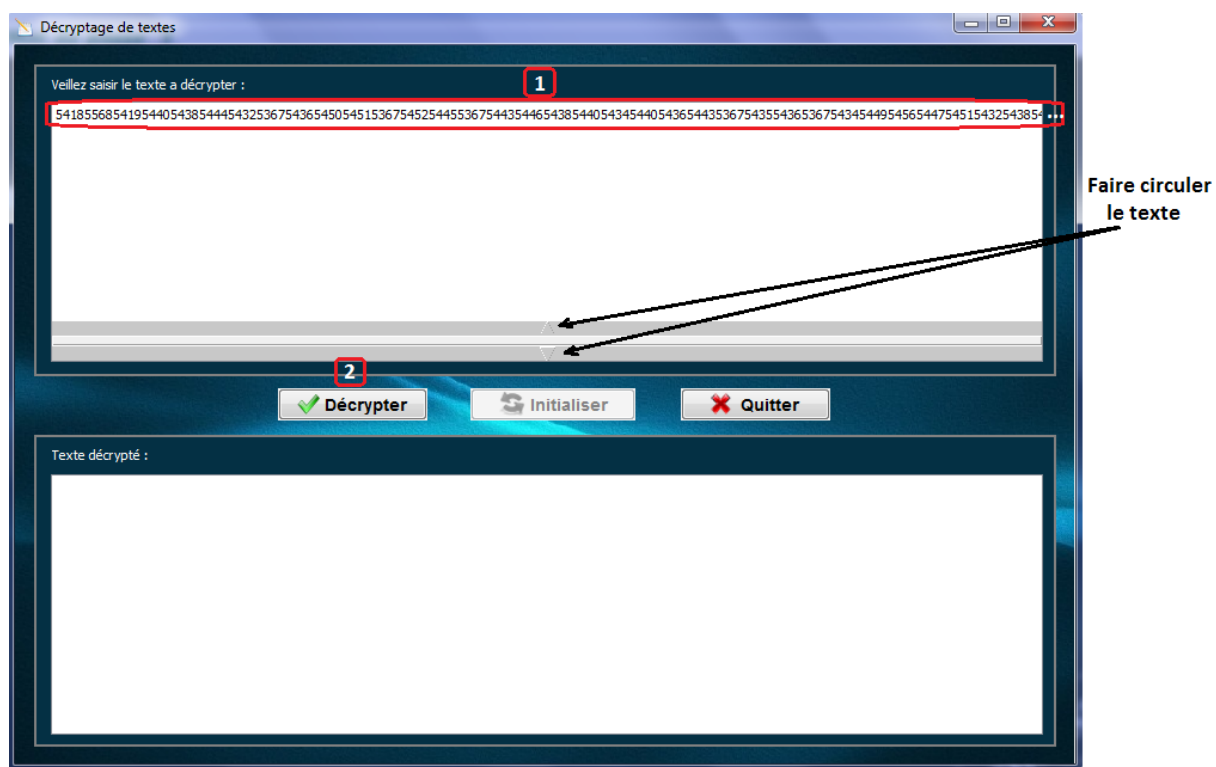 Décryptage de textes
1
Veillez saisir le texte a décrypter :
54185568541954405438544454325367543654505451536754525445536754435446543854405434544054365443536754355436536754345449545654475451543254385 ...
Faire circuler
le texte
2
Décrypter
Initialiser
Quitter
Texte décrypté :